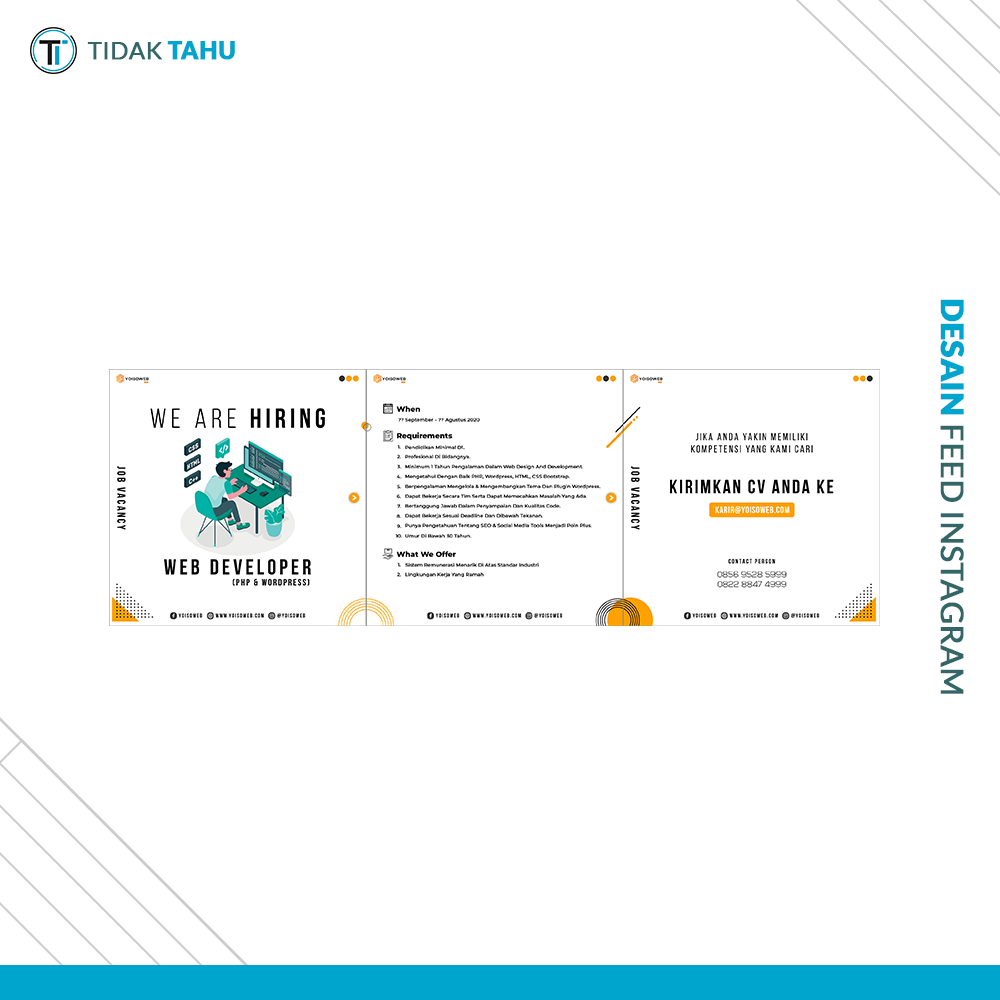 TIDAK TAHU
DESAIN FEED INSTAGRAM
YOISOWEB
WE ARE HIRING
CSS
HTML
C++
</>
JOB VACANCY
WEB DEVELOPER
(PHP & WORDPRESS)
YOISOWEB WWW.YOISOWEB.COM @YOISOWEB
YOISOWEB
When
?? September - ?? Agustus 2020
Requirements
1. Pendidikan Minimal D1.
2. Profesional Di Bidangnya.
3. Minimum 1 Tahun Pengalaman Dalam Web Design And Development.
4. Mengetahui Dengan Baik PHP, Wordpress, HTML, CSS Bootstrap.
5. Berpengalaman Mengelola & Mengembangkan Tema Dan Plugin Wordpress.
6. Dapat Bekerja Secara Tim Serta Dapat Memecahkan Masalah Yang Ada.
7. Bertanggung Jawab Dalam Penyampaian Dan Kualitas Code.
8. Dapat Bekerja Sesuai Deadline Dan Dibawah Tekanan.
9. Punya Pengetahuan Tentang SEO & Social Media Tools Menjadi Poin Plus.
10. Umur Di Bawah 30 Tahun.
What We Offer
1. Sistem Remunerasi Menarik Di Atas Standar Industri
2. Lingkungan Kerja Yang Ramah
YOISOWEB WWW.YOISOWEB.COM @YOISOWEB
YOISOWEB
JIKA ANDA YAKIN MEMILIKI
KOMPETENSI YANG KAMI CARI
KIRIMKAN CV ANDA KE
KARIR@YOISOWEB.COM
JOB VACANCY
CONTACT PERSON
0856 9528 5999
0822 8847 4999
YOISOWEB WWW.YOISOWEB.COM @YOISOWEB